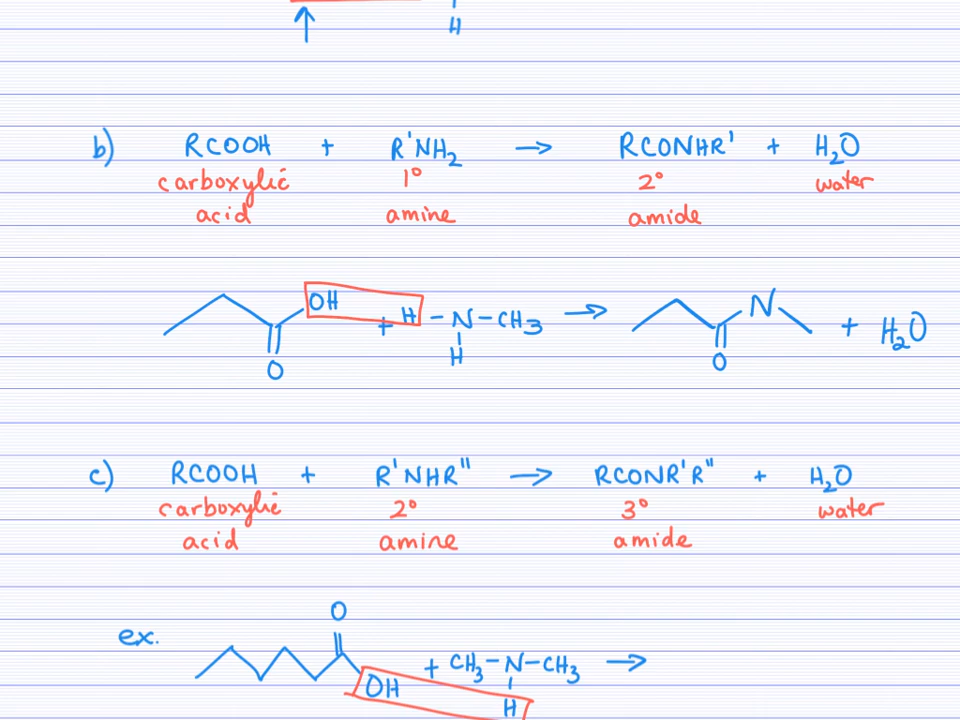 H
b) RCOOH + R'NH₂ → RCONHR' + H₂O
carboxylic 1° 2° water
acid amine amide
OH + H-N-CH₃ → N + H₂O
O H O
c) RCOOH + R'NHR" → RCONR'R" + H₂O
carboxylic 2° 3° water
acid amine amide
O
ex. + CH₃-N-CH₃ →
OH H